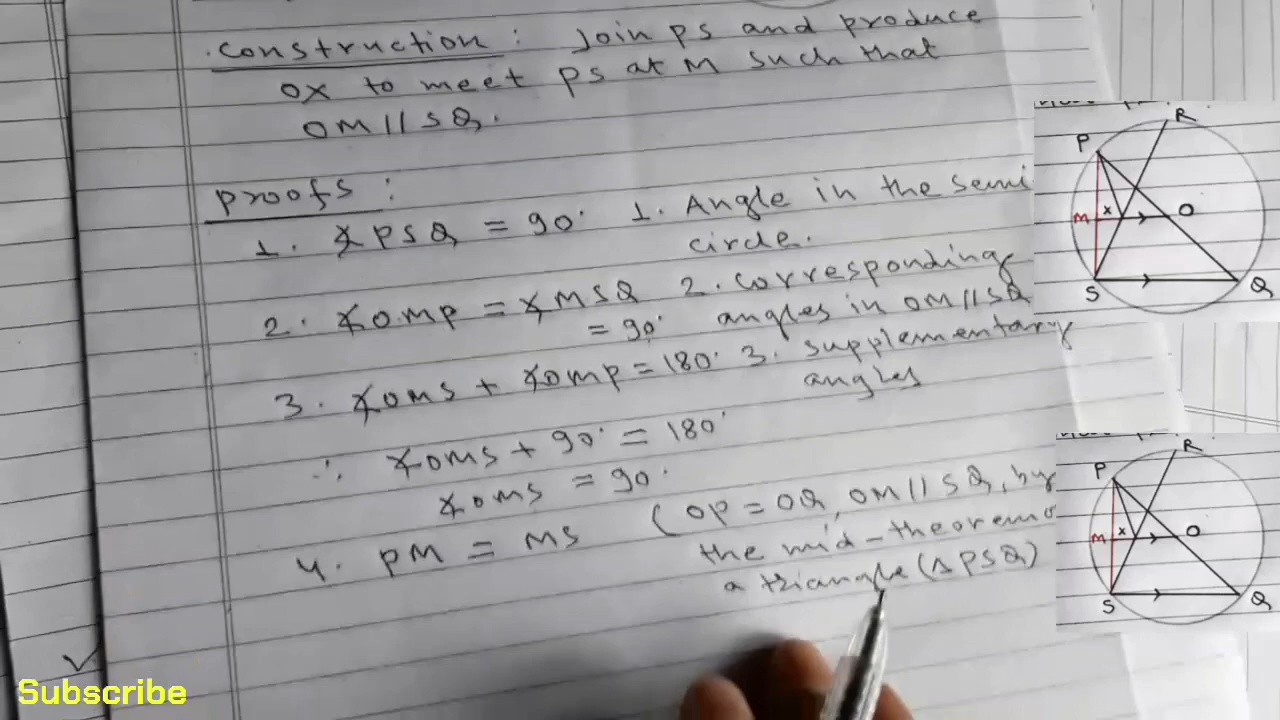 Construction: Join ps and produce
ox to meet ps at M such that
OM//SQ.
proofs:
1. ∡PSQ = 90° 1. Angle in the semi
circle.
2. ∡OMP = ∡MSQ 2. corresponding
= 90° angles in OM//SQ
3. ∡OMS + ∡OMP = 180° 3. supplementary
angles
∴ ∡OMS + 90° = 180°
∡OMS = 90°
4. PM = MS (OP = OQ, OM//SQ, by
the mid-theorem o
a triangle (△PSQ)
R
P
M x O
S Q
R
P
M x O
S Q
Subscribe